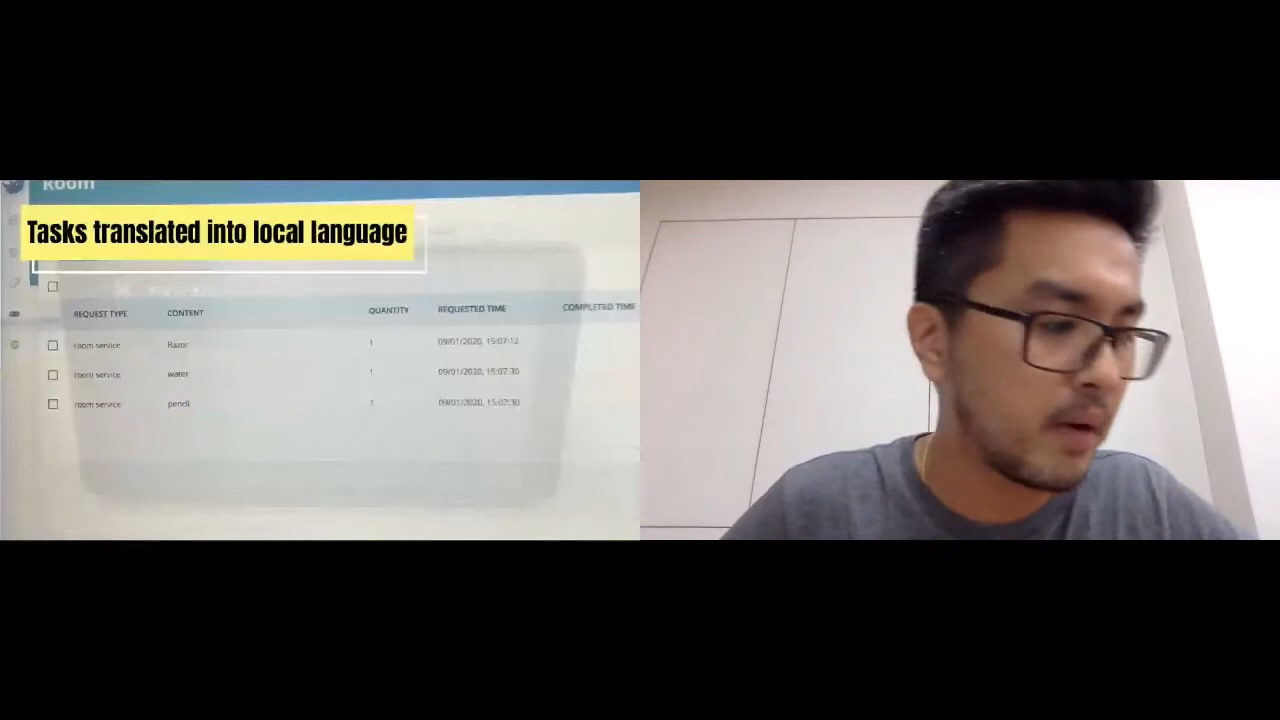 Room
Tasks translated into local language
REQUEST TYPE CONTENT QUANTITY REQUESTED TIME COMPLETED TIME
room service Razor 1 09/01/2020, 15:07:12
room service water 1 09/01/2020, 15:07:30
room service pencil 1 09/01/2020, 15:07:30